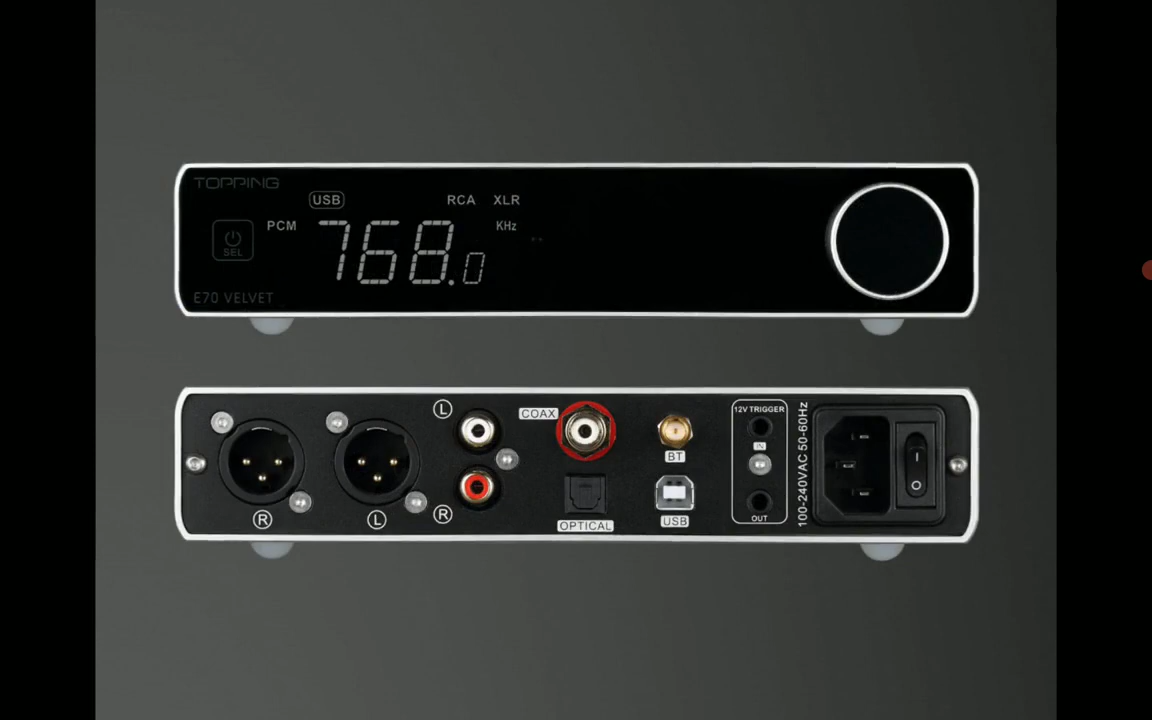 TOPPING
USB
RCA XLR
PCM
768.0
KHz
SEL
E70 VELVET
L
COAX
12V TRIGGER
100-240VAC 50-60Hz
IN
BT
I
O
R
L
R
OPTICAL
USB
OUT